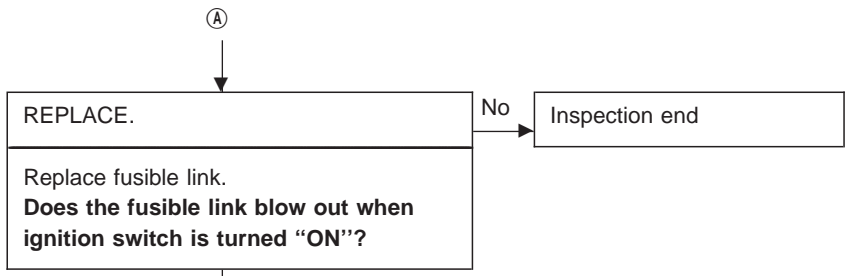 Ⓐ
REPLACE.
No
Inspection end
Replace fusible link.
Does the fusible link blow out when
ignition switch is turned “ON’’?